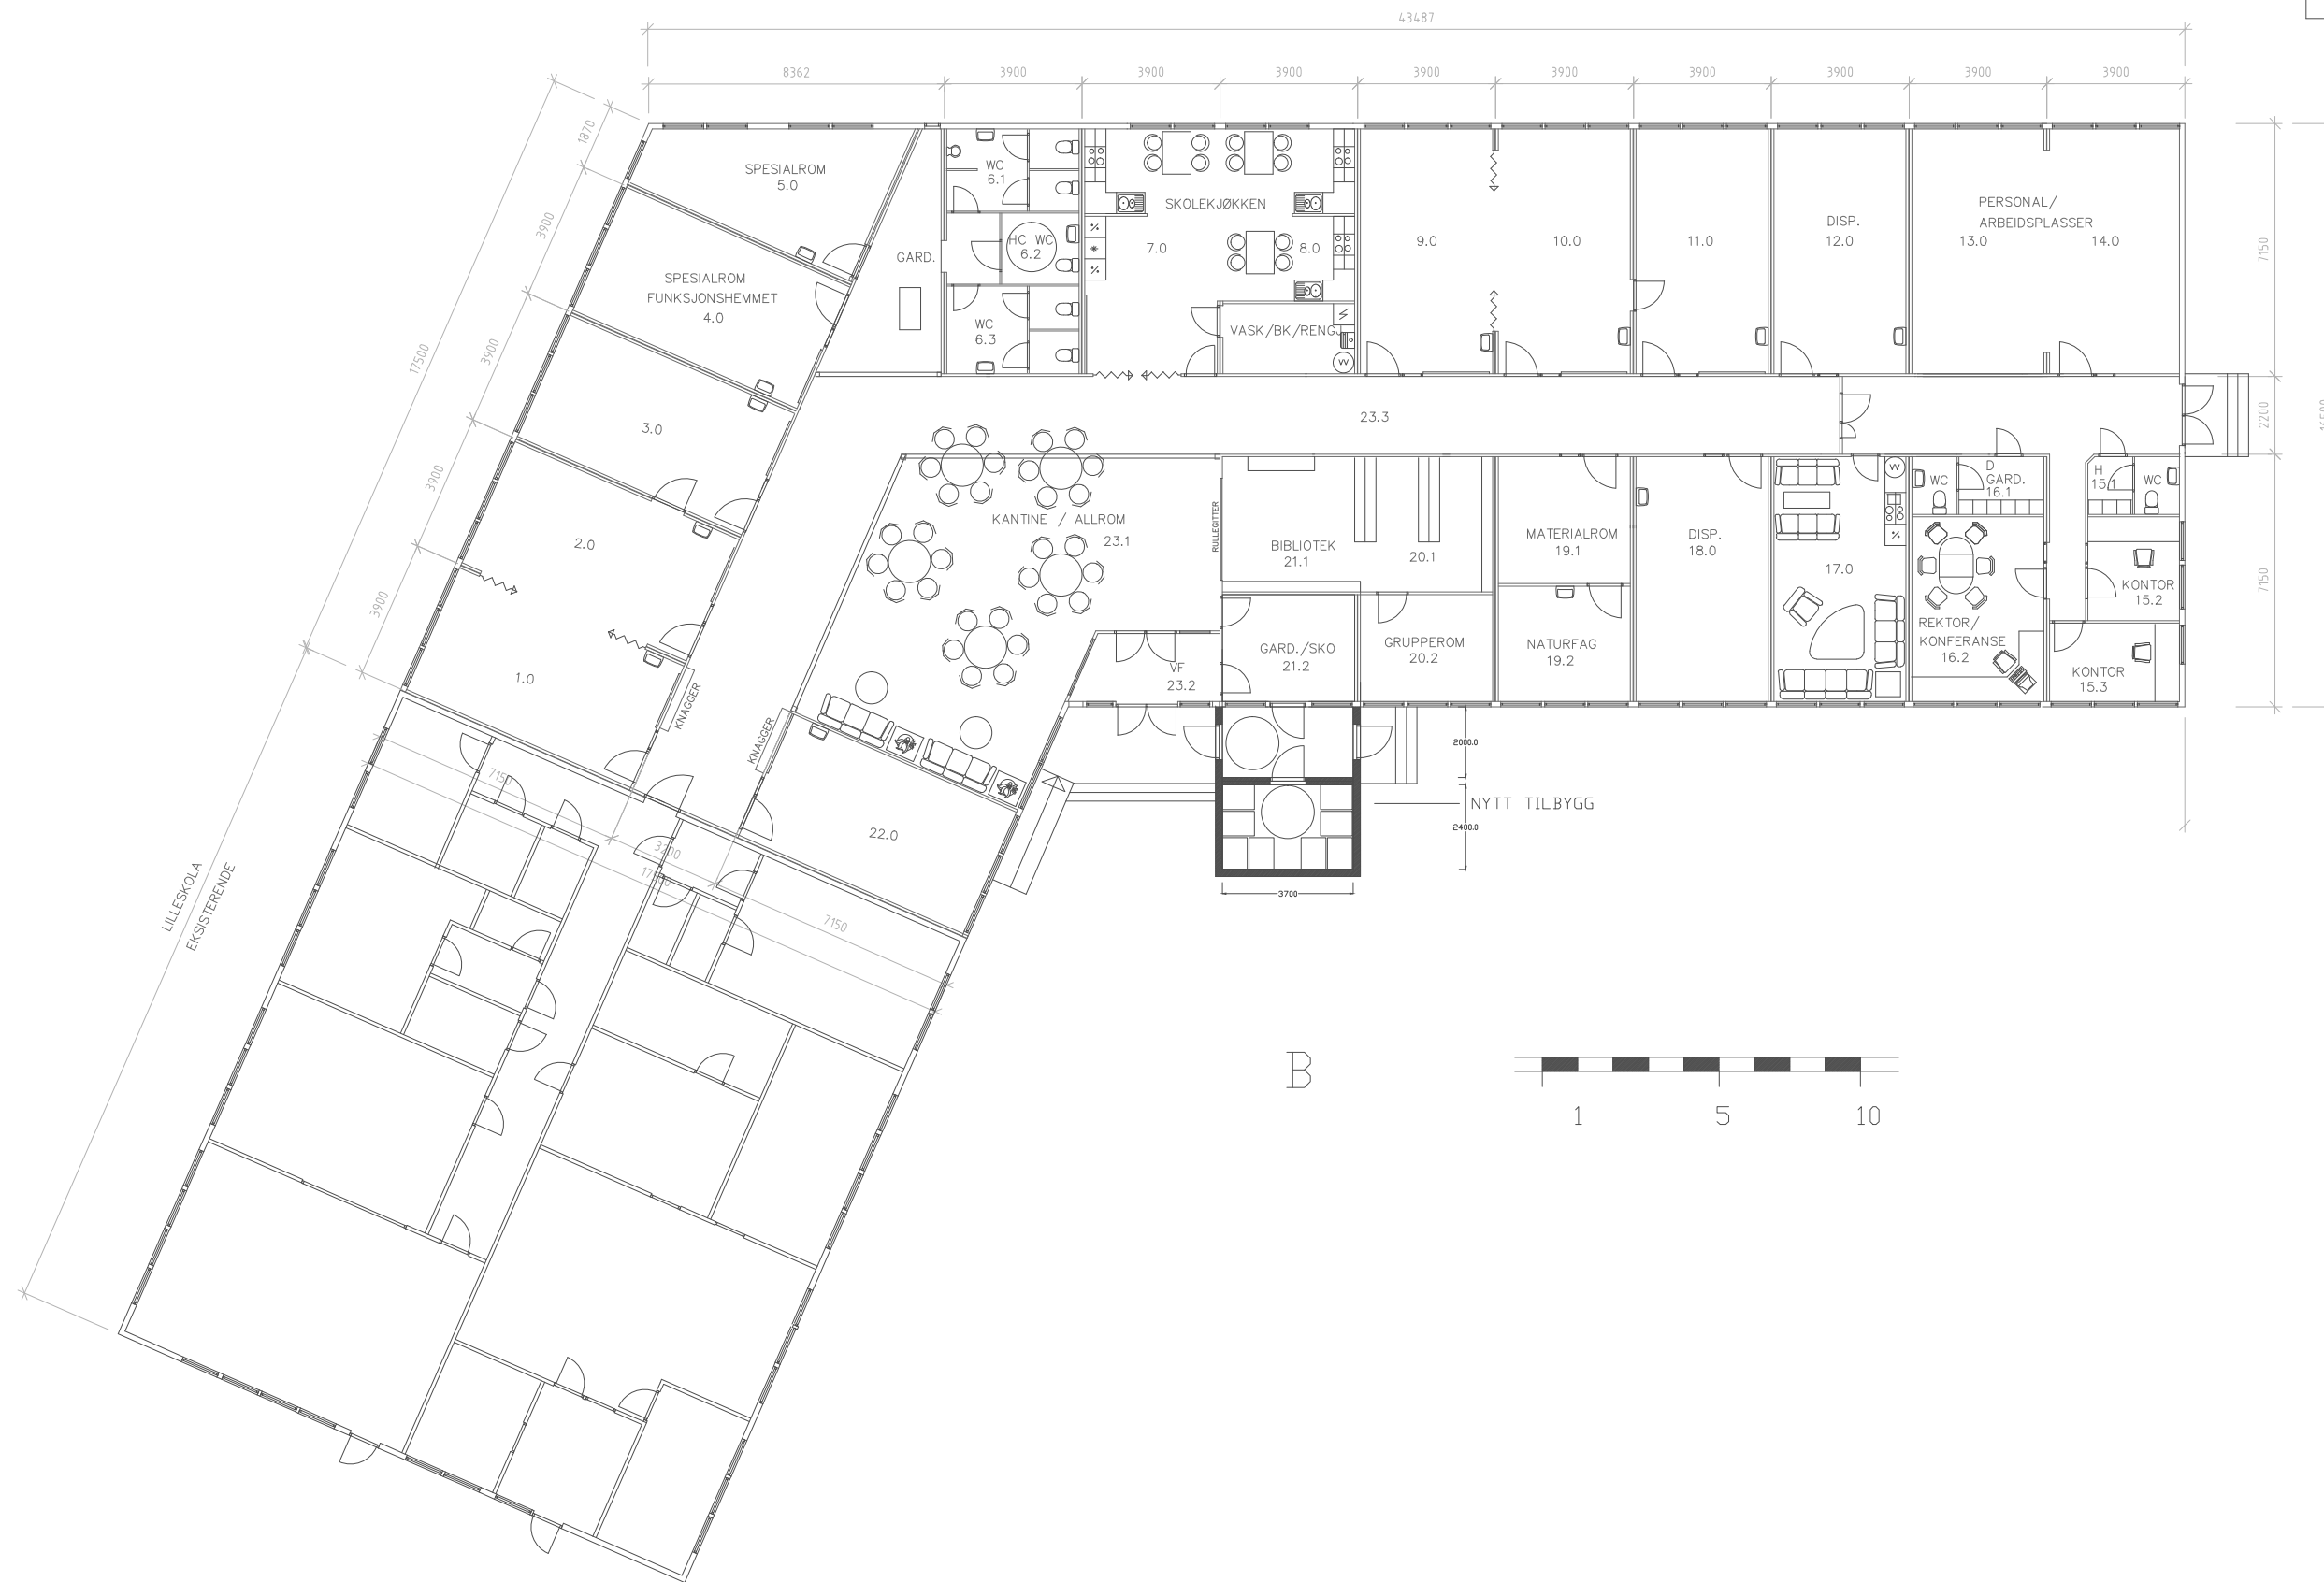 43487
8362
3900
3900
3900
3900
3900
3900
3900
3900
3900
1870
3900
3900
3900
3900
17500
SPESIALROM
5.0
SPESIALROM
FUNKSJONSHEMMET
4.0
3.0
2.0
1.0
GARD.
WC
6.1
HC WC
6.2
WC
6.3
SKOLEKJØKKEN
7.0
8.0
VASK/BK/RENGJ
VV
9.0
10.0
11.0
DISP.
12.0
PERSONAL/
ARBEIDSPLASSER
13.0
14.0
7150
2200
7150
23.3
KANTINE / ALLROM
23.1
RULLEGITTER
BIBLIOTEK
21.1
20.1
MATERIALROM
19.1
DISP.
18.0
17.0
VV
WC
D
GARD.
16.1
H
15.1
WC
KONTOR
15.2
REKTOR/
KONFERANSE
16.2
KONTOR
15.3
GARD./SKO
21.2
GRUPPEROM
20.2
NATURFAG
19.2
VF
23.2
KNAGGER
KNAGGER
22.0
2000.0
NYTT TILBYGG
2400.0
3700
7150
3200
7150
LILLESKOLA
EKSISTERENDE
B
1
5
10